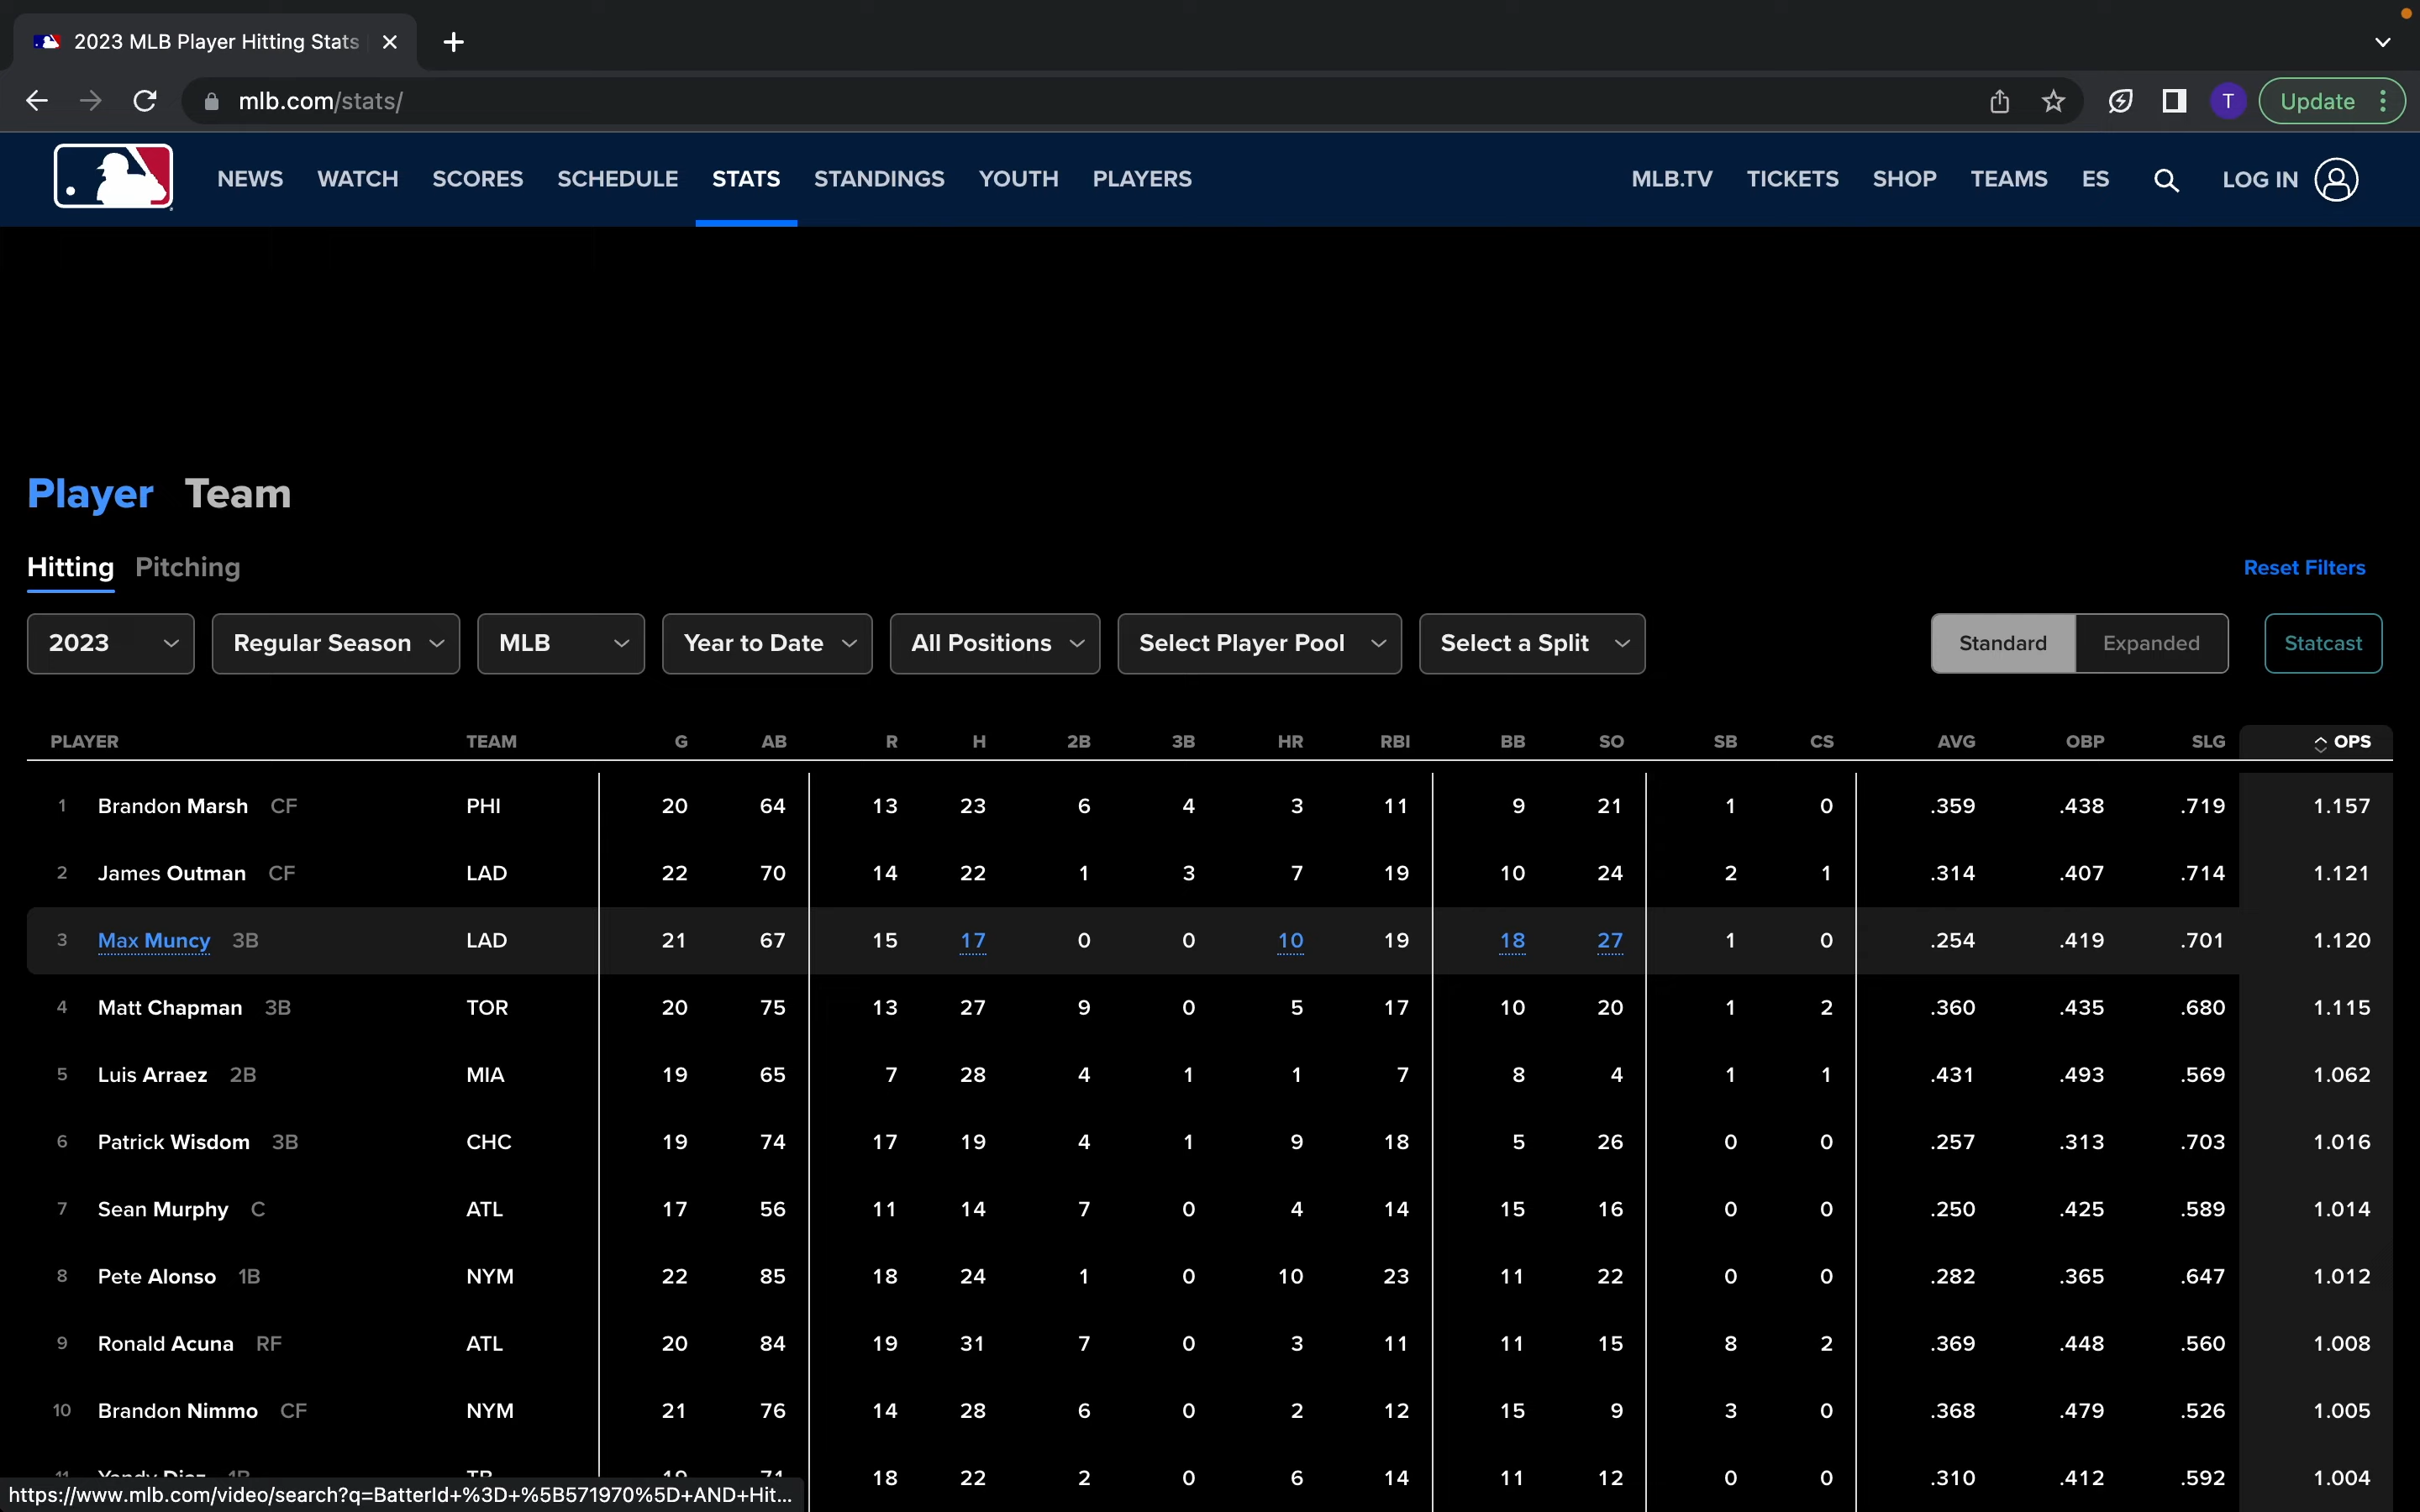 2023 MLB Player Hitting Stats
mlb.com/stats/
T
Update
NEWS WATCH SCORES SCHEDULE STATS STANDINGS YOUTH PLAYERS MLB.TV TICKETS SHOP TEAMS ES LOG IN
Player Team
Hitting Pitching Reset Filters
2023 Regular Season MLB Year to Date All Positions Select Player Pool Select a Split Standard Expanded Statcast
PLAYER TEAM G AB R H 2B 3B HR RBI BB SO SB CS AVG OBP SLG OPS
1 Brandon Marsh CF PHI 20 64 13 23 6 4 3 11 9 21 1 0 .359 .438 .719 1.157
2 James Outman CF LAD 22 70 14 22 1 3 7 19 10 24 2 1 .314 .407 .714 1.121
3 Max Muncy 3B LAD 21 67 15 17 0 0 10 19 18 27 1 0 .254 .419 .701 1.120
4 Matt Chapman 3B TOR 20 75 13 27 9 0 5 17 10 20 1 2 .360 .435 .680 1.115
5 Luis Arraez 2B MIA 19 65 7 28 4 1 1 7 8 4 1 1 .431 .493 .569 1.062
6 Patrick Wisdom 3B CHC 19 74 17 19 4 1 9 18 5 26 0 0 .257 .313 .703 1.016
7 Sean Murphy C ATL 17 56 11 14 7 0 4 14 15 16 0 0 .250 .425 .589 1.014
8 Pete Alonso 1B NYM 22 85 18 24 1 0 10 23 11 22 0 0 .282 .365 .647 1.012
9 Ronald Acuna RF ATL 20 84 19 31 7 0 3 11 11 15 8 2 .369 .448 .560 1.008
10 Brandon Nimmo CF NYM 21 76 14 28 6 0 2 12 15 9 3 0 .368 .479 .526 1.005
11 Yandy Diaz 1B TB 19 71 18 22 2 0 6 14 11 12 0 0 .310 .412 .592 1.004
https://www.mlb.com/video/search?q=BatterId+%3D+%5B571970%5D+AND+Hit...